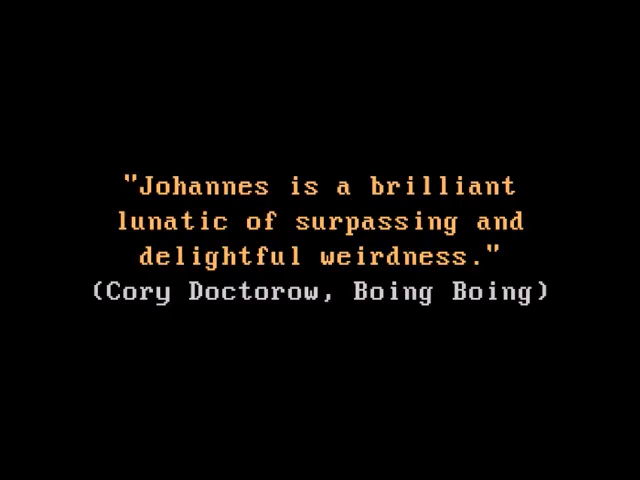 "Johannes is a brilliant
lunatic of surpassing and
delightful weirdness."
(Cory Doctorow, Boing Boing)